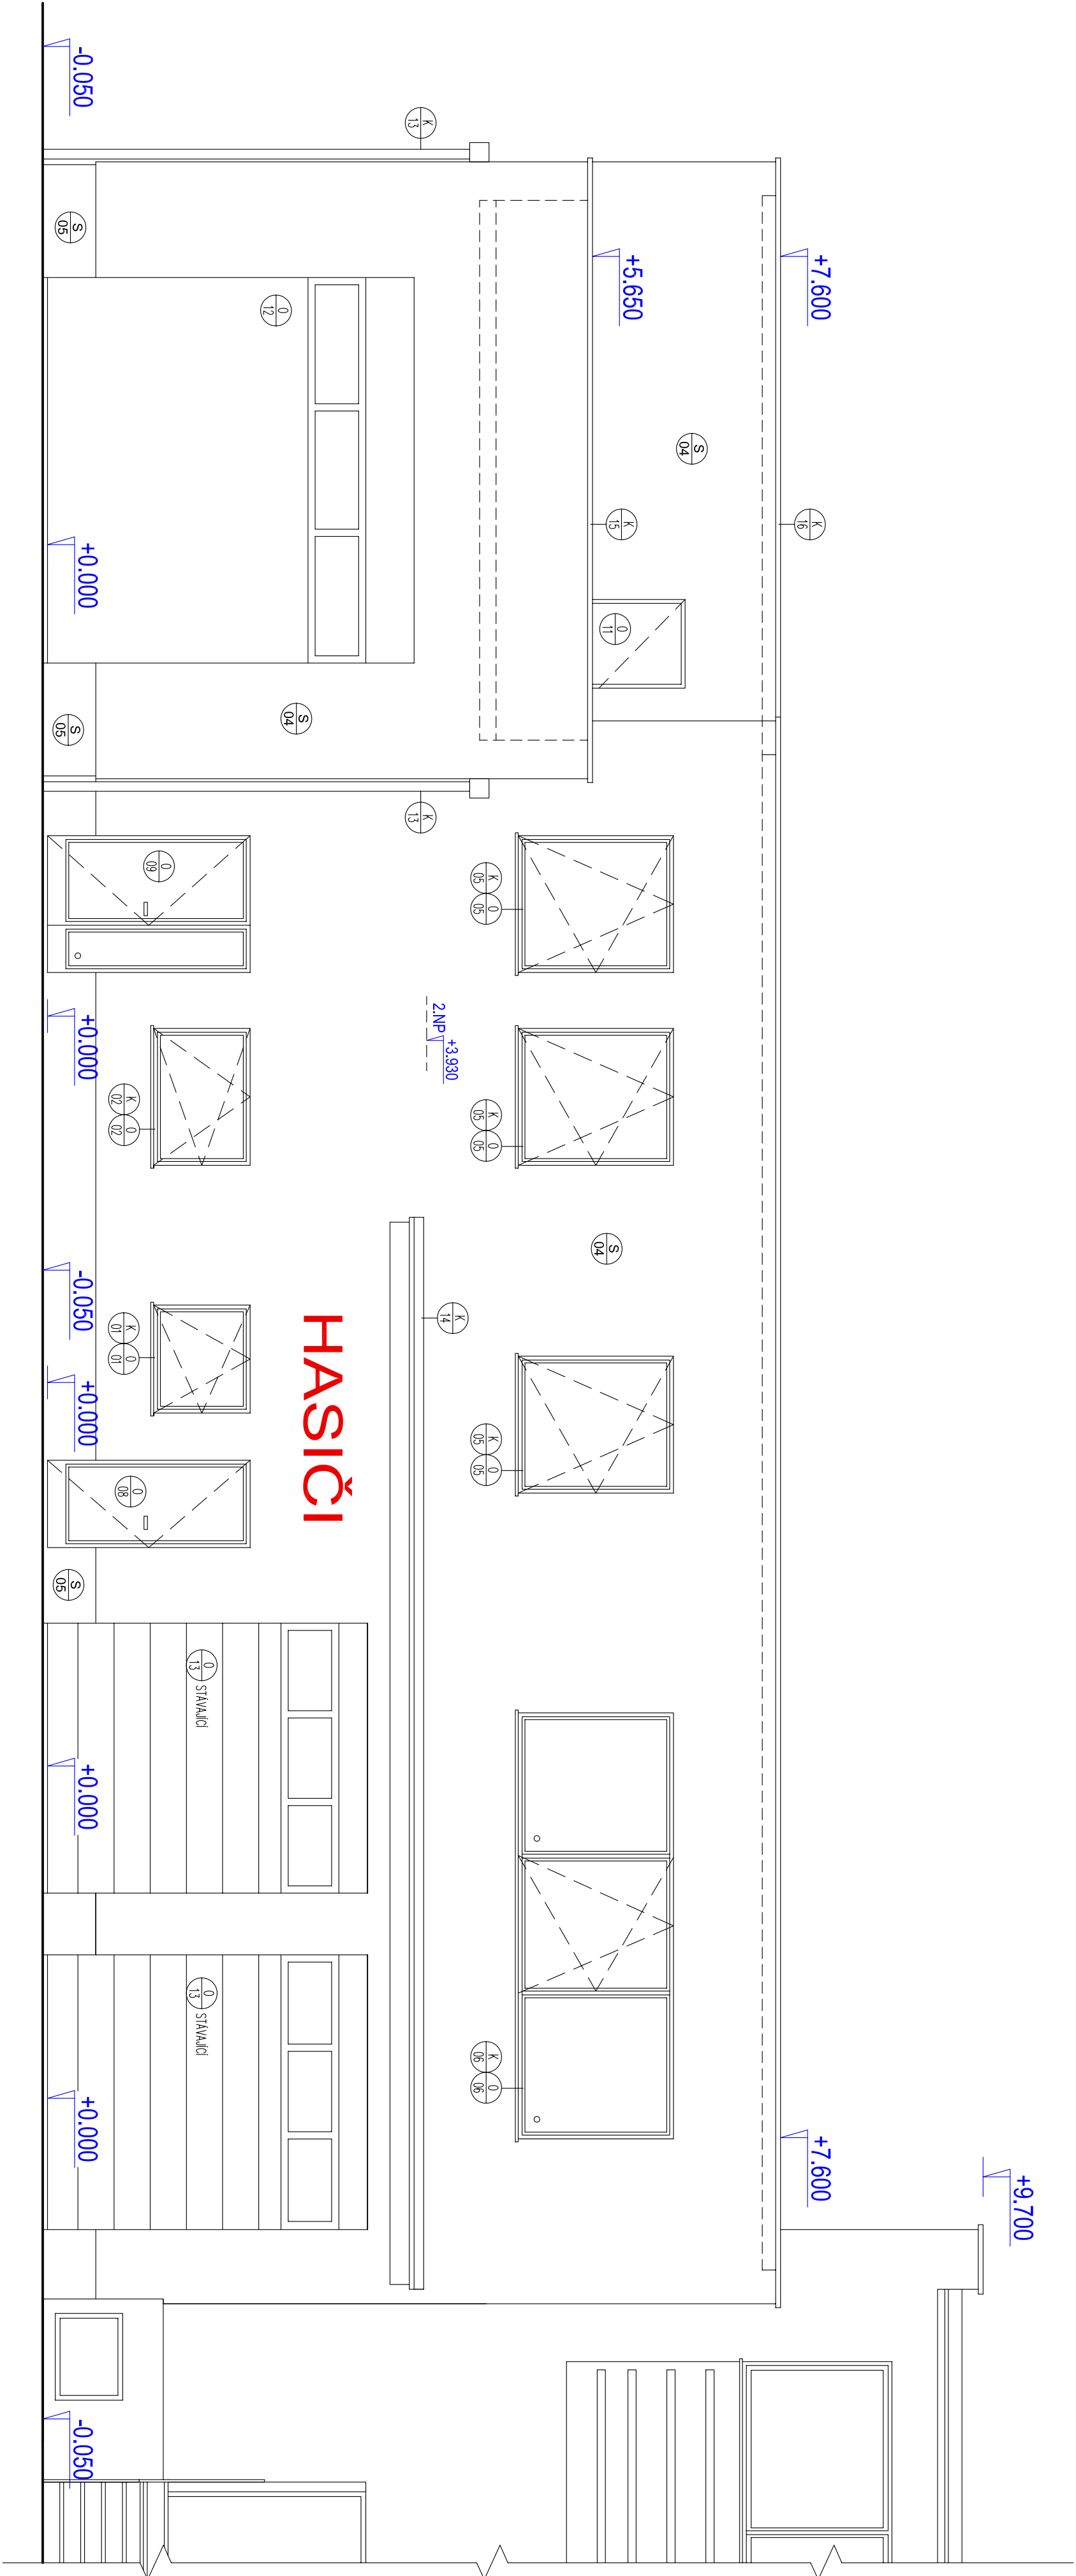 +9.700
+7.600
K
16
+7.600
S
04
+5.650
K
15
O
11
S
04
K
05
O
05
K
05
O
05
K
05
O
05
K
06
O
06
K
14
+3.930
2.NP
K
13
K
13
HASIČI
O
12
S
04
O
13
STÁVAJÍCÍ
O
13
STÁVAJÍCÍ
O
09
K
02
O
02
K
01
O
01
O
08
-0.050
S
05
+0.000
S
05
+0.000
-0.050
+0.000
S
05
+0.000
+0.000
-0.050